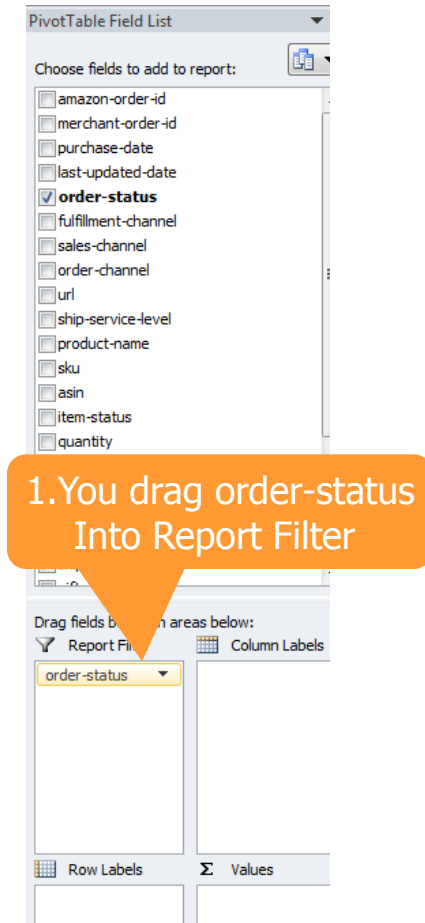 PivotTable Field List
Choose fields to add to report:
amazon-order-id
merchant-order-id
purchase-date
last-updated-date
order-status
fulfillment-channel
sales-channel
order-channel
url
ship-service-level
product-name
sku
asin
item-status
quantity
1.You drag order-status
Into Report Filter
Drag fields areas below:
Report Column Labels
order-status
Row Labels Σ Values